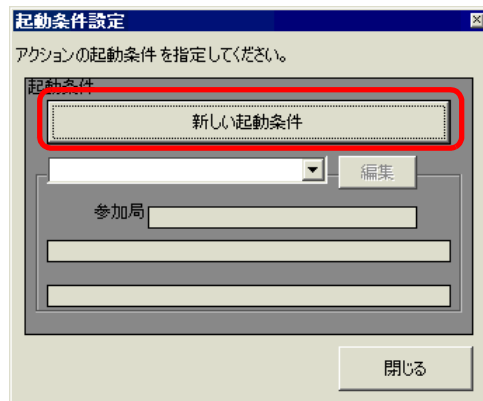 起動条件設定
アクションの起動条件を指定してください。
起動条件
新しい起動条件
編集
参加局
閉じる